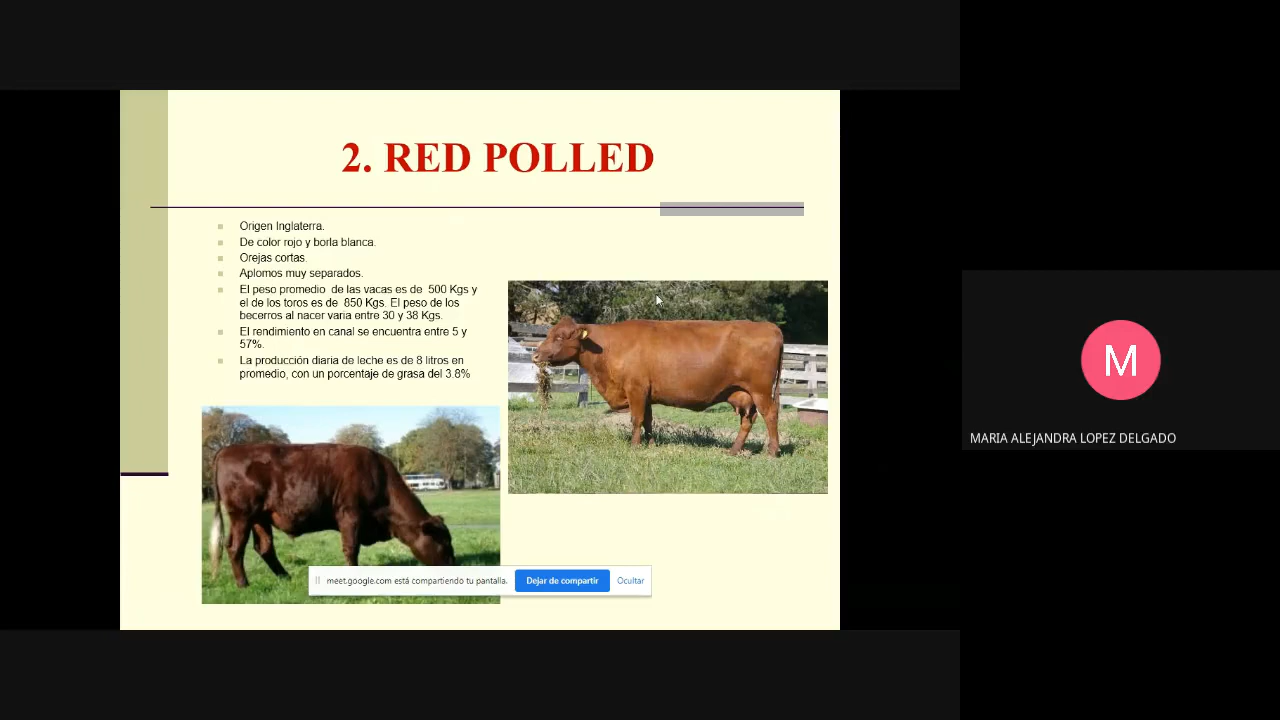 2. RED POLLED
Origen Inglaterra.
De color rojo y borla blanca.
Orejas cortas.
Aplomos muy separados.
El peso promedio de las vacas es de 500 Kgs y
el de los toros es de 850 Kgs. El peso de los
becerros al nacer varia entre 30 y 38 Kgs.
El rendimiento en canal se encuentra entre 5 y
57%.
La producción diaria de leche es de 8 litros en
promedio, con un porcentaje de grasa del 3.8%
meet.google.com está compartiendo tu pantalla.
Dejar de compartir
Ocultar
M
MARIA ALEJANDRA LOPEZ DELGADO